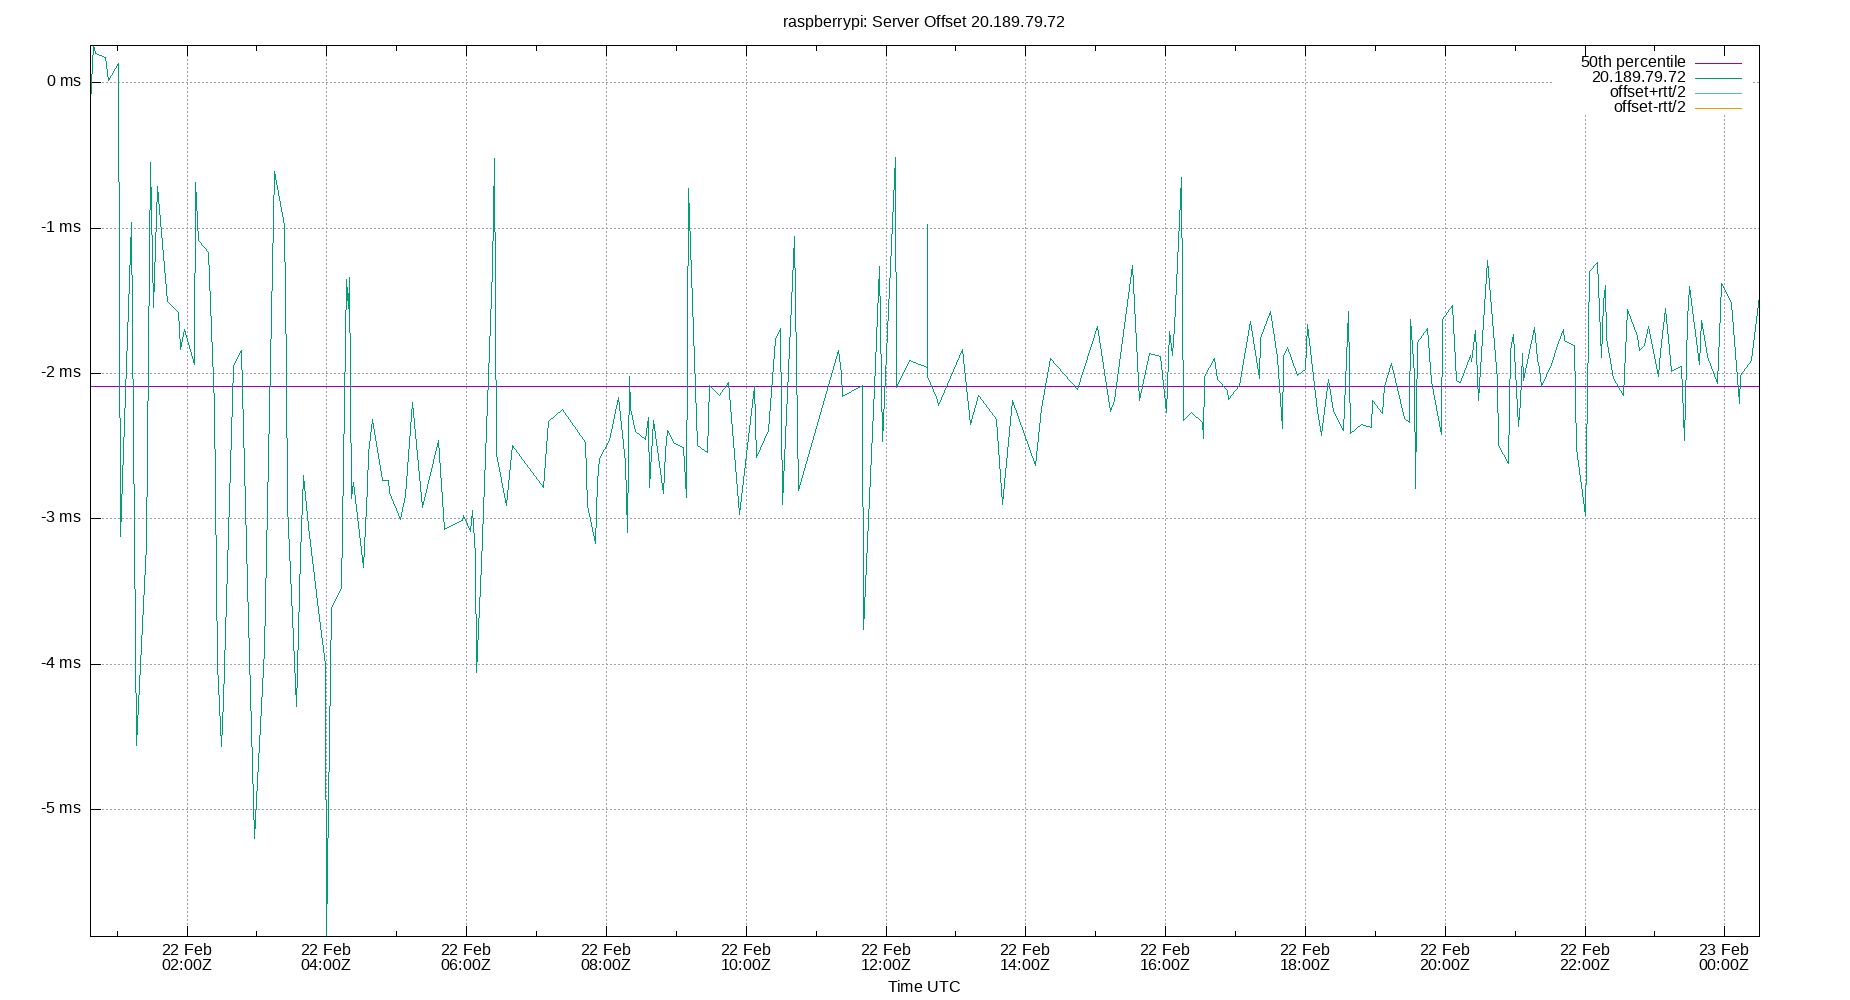 raspberrypi: Server Offset 20.189.79.72
50th percentile
20.189.79.72
offset+rtt/2
offset-rtt/2
0 ms
-1 ms
-2 ms
-3 ms
-4 ms
-5 ms
22 Feb 22 Feb 22 Feb 22 Feb 22 Feb 22 Feb 22 Feb 22 Feb 22 Feb 22 Feb 22 Feb 23 Feb
02:00Z 04:00Z 06:00Z 08:00Z 10:00Z 12:00Z 14:00Z 16:00Z 18:00Z 20:00Z 22:00Z 00:00Z
Time UTC